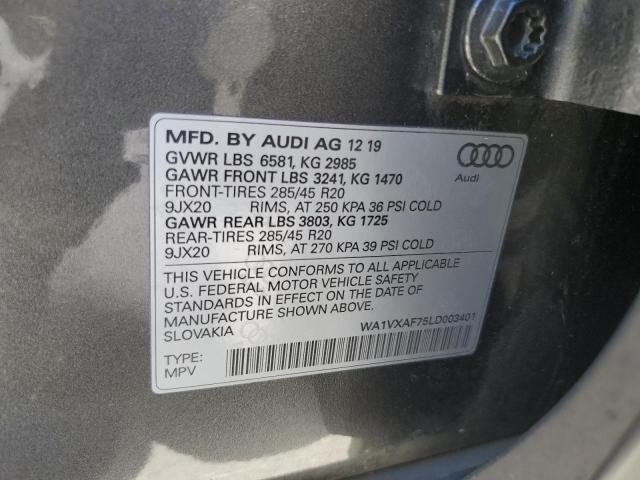 MFD. BY AUDI AG 12 19
GVWR LBS 6581, KG 2985
GAWR FRONT LBS 3241, KG 1470
FRONT-TIRES 285/45 R20
9JX20 RIMS, AT 250 KPA 36 PSI COLD
GAWR REAR LBS 3803, KG 1725
REAR-TIRES 285/45 R20
9JX20 RIMS, AT 270 KPA 39 PSI COLD
Audi
THIS VEHICLE CONFORMS TO ALL APPLICABLE
U.S. FEDERAL MOTOR VEHICLE SAFETY
STANDARDS IN EFFECT ON THE DATE OF
MANUFACTURE SHOWN ABOVE.
SLOVAKIA
WA1VXAF75LD003401
TYPE:
MPV